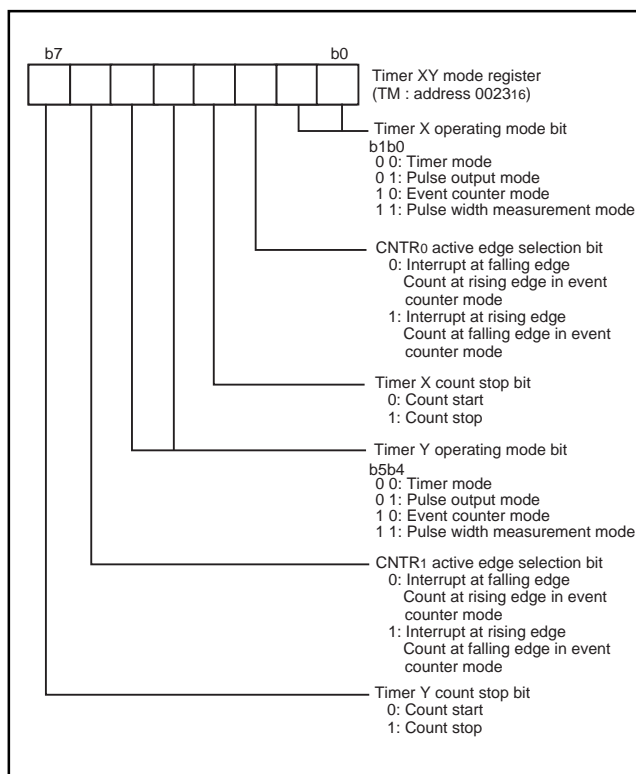 b7 b0
Timer XY mode register
(TM : address 002316)
Timer X operating mode bit
b1b0
0 0: Timer mode
0 1: Pulse output mode
1 0: Event counter mode
1 1: Pulse width measurement mode
CNTR0 active edge selection bit
0: Interrupt at falling edge
Count at rising edge in event
counter mode
1: Interrupt at rising edge
Count at falling edge in event
counter mode
Timer X count stop bit
0: Count start
1: Count stop
Timer Y operating mode bit
b5b4
0 0: Timer mode
0 1: Pulse output mode
1 0: Event counter mode
1 1: Pulse width measurement mode
CNTR1 active edge selection bit
0: Interrupt at falling edge
Count at rising edge in event
counter mode
1: Interrupt at rising edge
Count at falling edge in event
counter mode
Timer Y count stop bit
0: Count start
1: Count stop